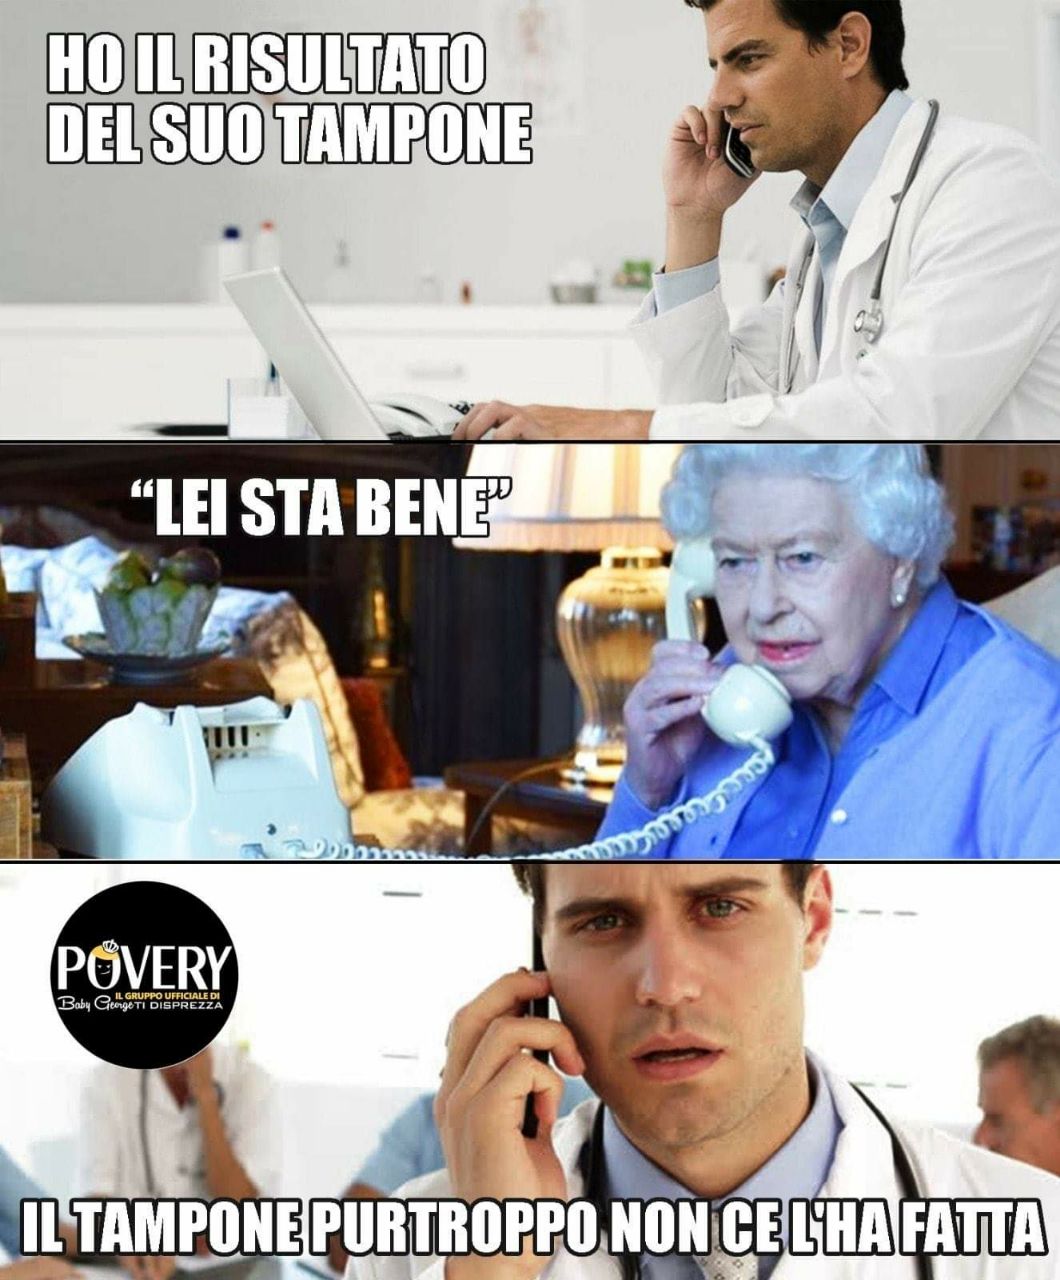 HO IL RISULTATO
DEL SUO TAMPONE
“LEI STA BENE”
POVERY
IL GRUPPO UFFICIALE DI
Baby George TI DISPREZZA
IL TAMPONE PURTROPPO NON CE L'HA FATTA